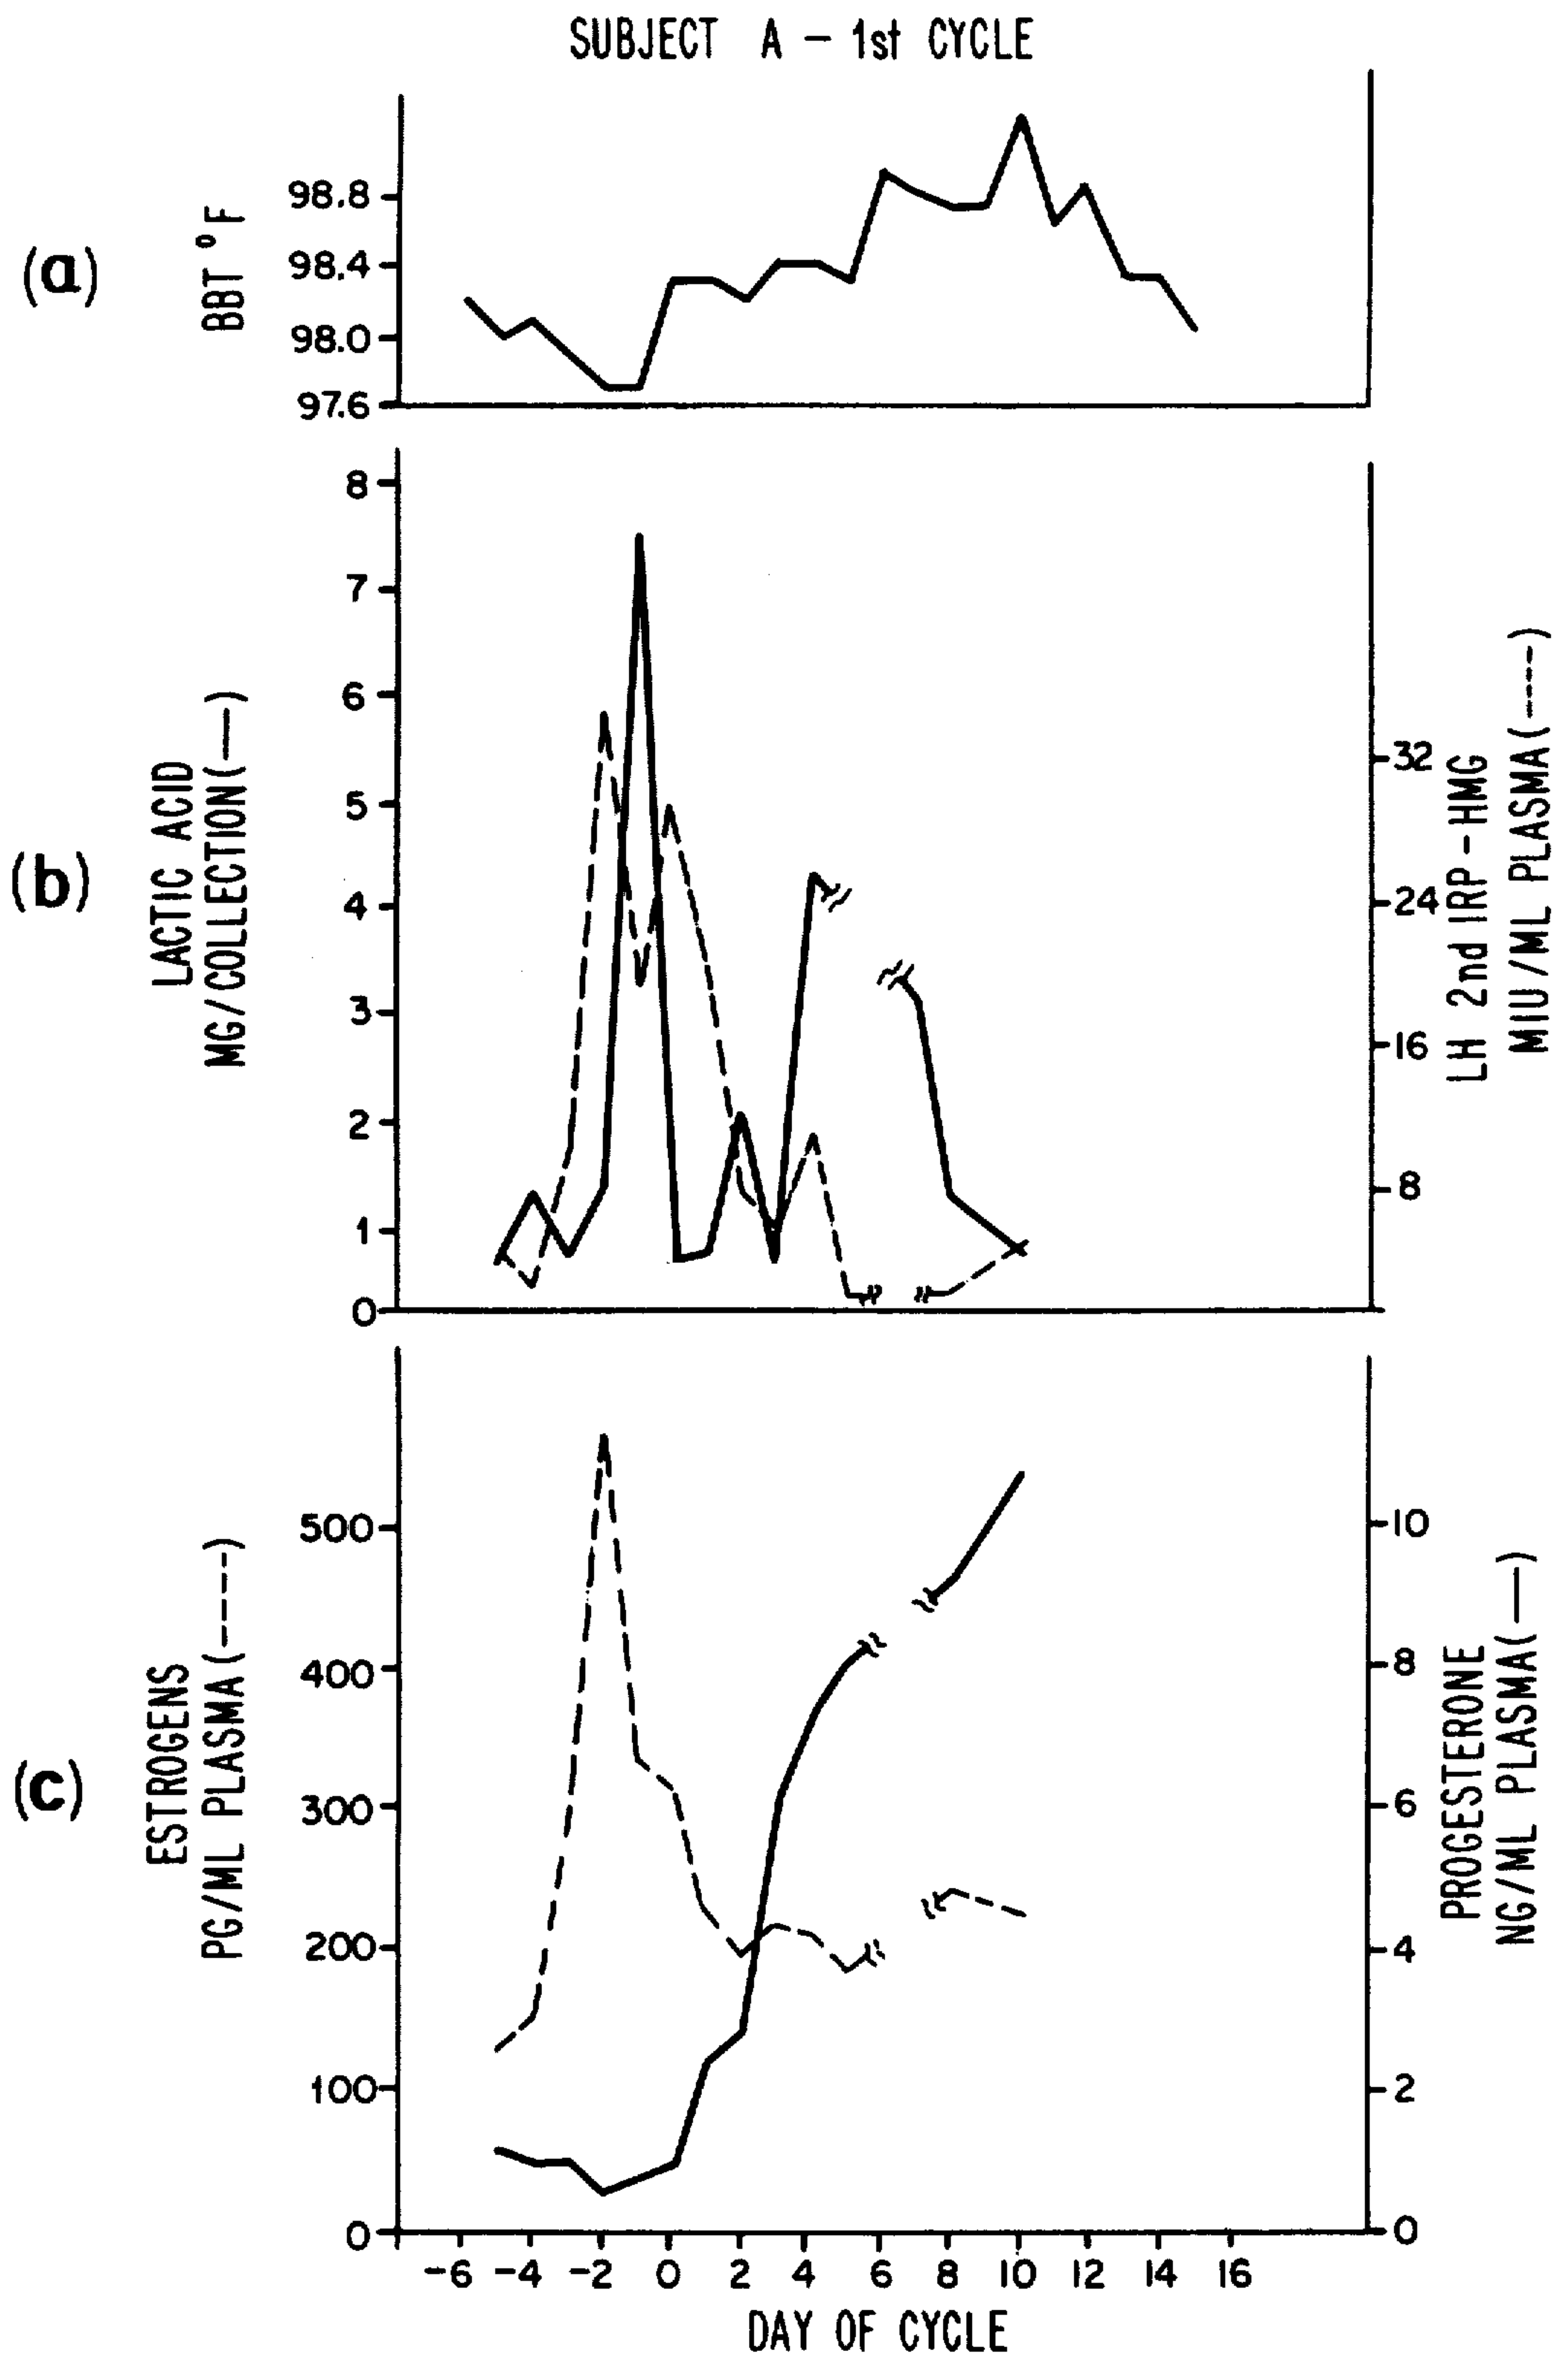 SUBJECT A – 1st CYCLE
(a)
BBT °F
98.8
98.4
98.0
97.6
(b)
LACTIC ACID
MG/COLLECTION(—)
8
7
6
5
4
3
2
1
0
32
24
16
8
LH 2nd IRP-HMG
MIU/ML PLASMA(----)
(c)
ESTROGENS
PG/ML PLASMA(----)
500
400
300
200
100
0
10
8
6
4
2
0
PROGESTERONE
NG/ML PLASMA(—)
-6 -4 -2 0 2 4 6 8 10 12 14 16
DAY OF CYCLE